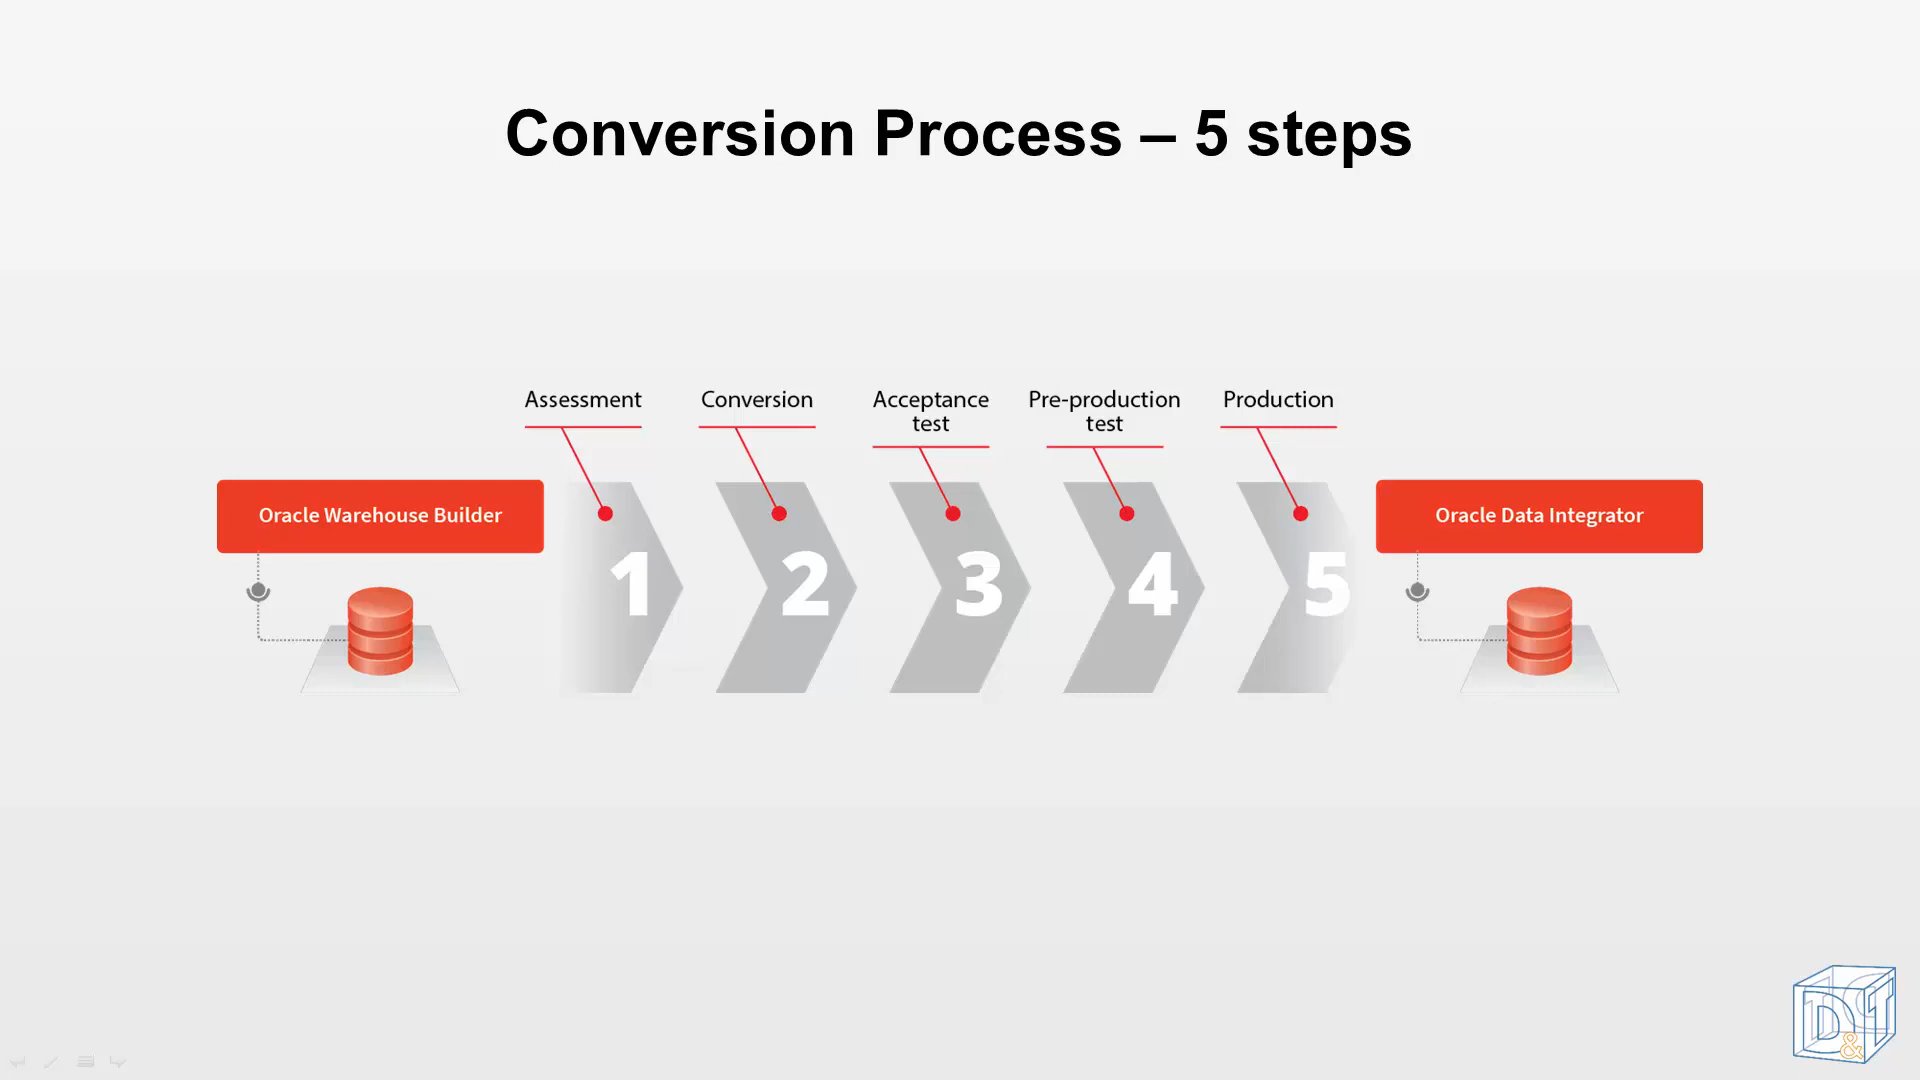 Conversion Process – 5 steps
Assessment
Conversion
Acceptance
test
Pre-production
test
Production
Oracle Warehouse Builder
1
2
3
4
5
Oracle Data Integrator
D&T